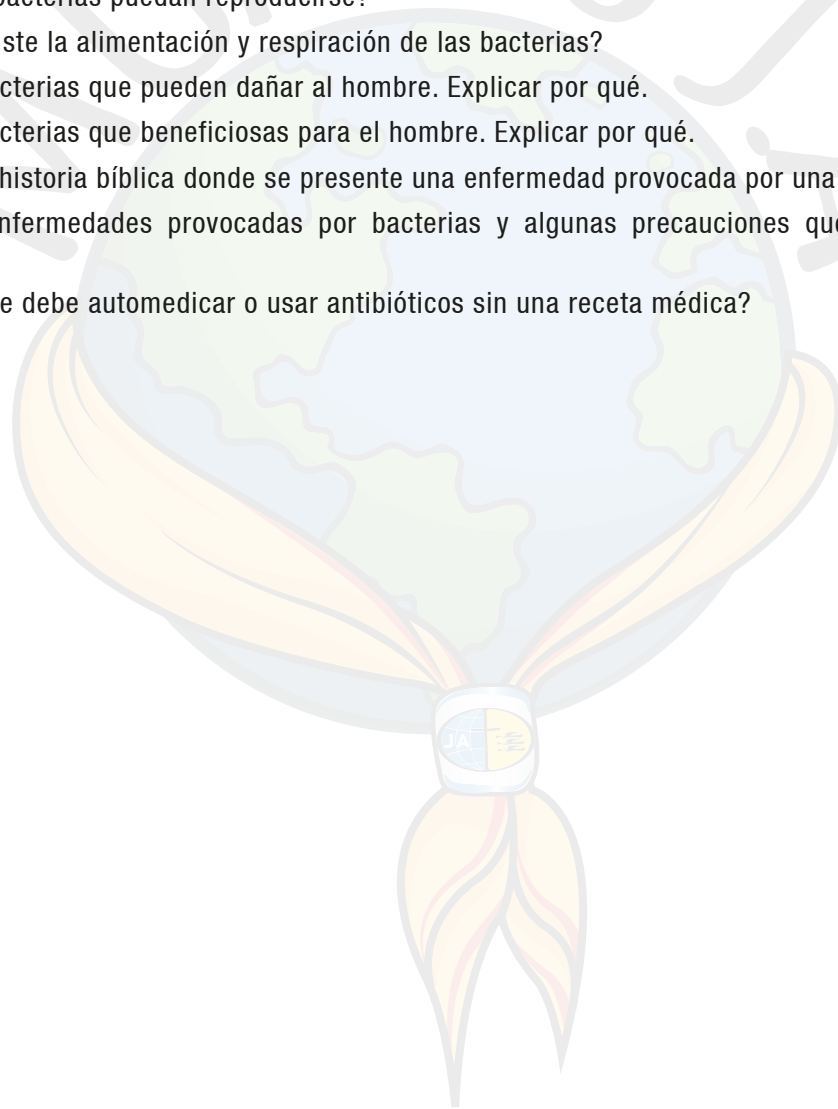 bacterias puedan reproducirse?
ste la alimentación y respiración de las bacterias?
cterias que pueden dañar al hombre. Explicar por qué.
cterias que beneficiosas para el hombre. Explicar por qué.
historia bíblica donde se presente una enfermedad provocada por una
nfermedades provocadas por bacterias y algunas precauciones que
e debe automedicar o usar antibióticos sin una receta médica?
JA